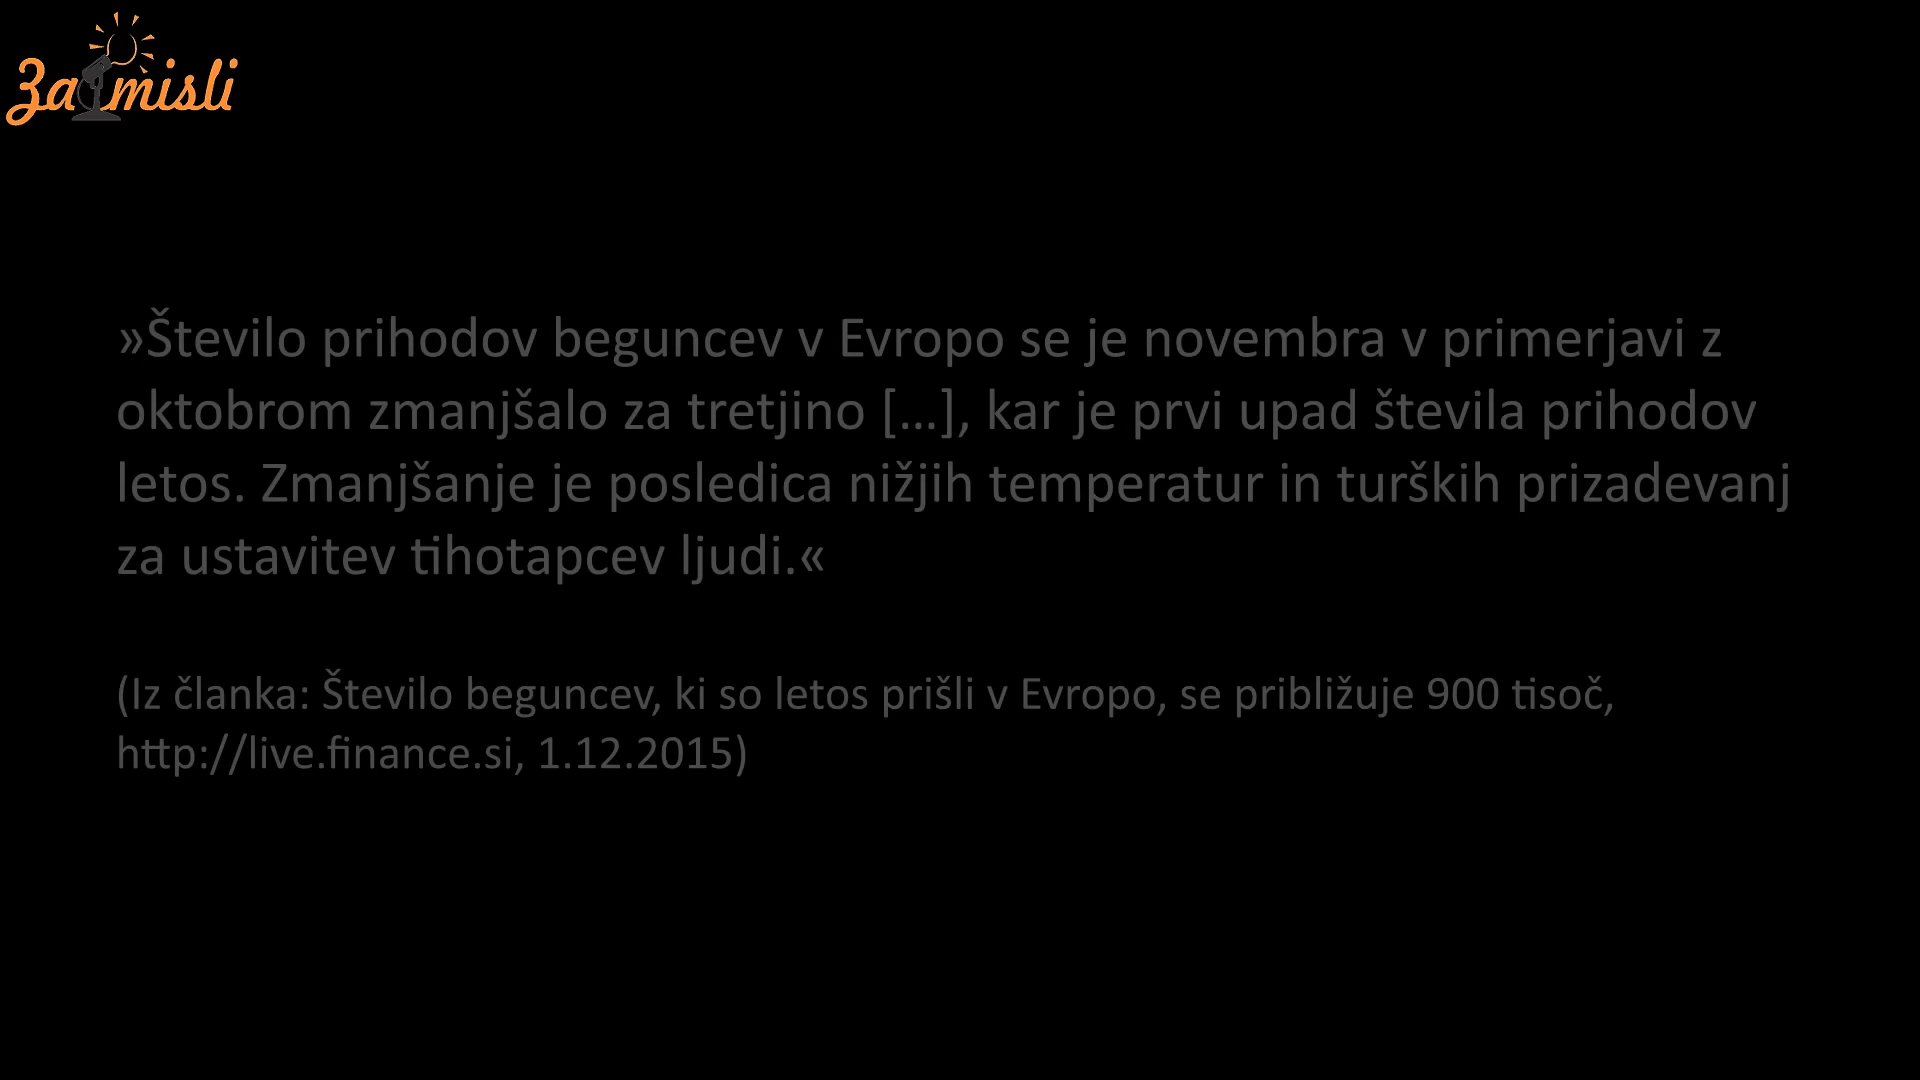 Zamisli
»Število prihodov beguncev v Evropo se je novembra v primerjavi z
oktobrom zmanjšalo za tretjino [...], kar je prvi upad števila prihodov
letos. Zmanjšanje je posledica nižjih temperatur in turških prizadevanj
za ustavitev tihotapcev ljudi.«
(Iz članka: Število beguncev, ki so letos prišli v Evropo, se približuje 900 tisoč,
http://live.finance.si, 1.12.2015)